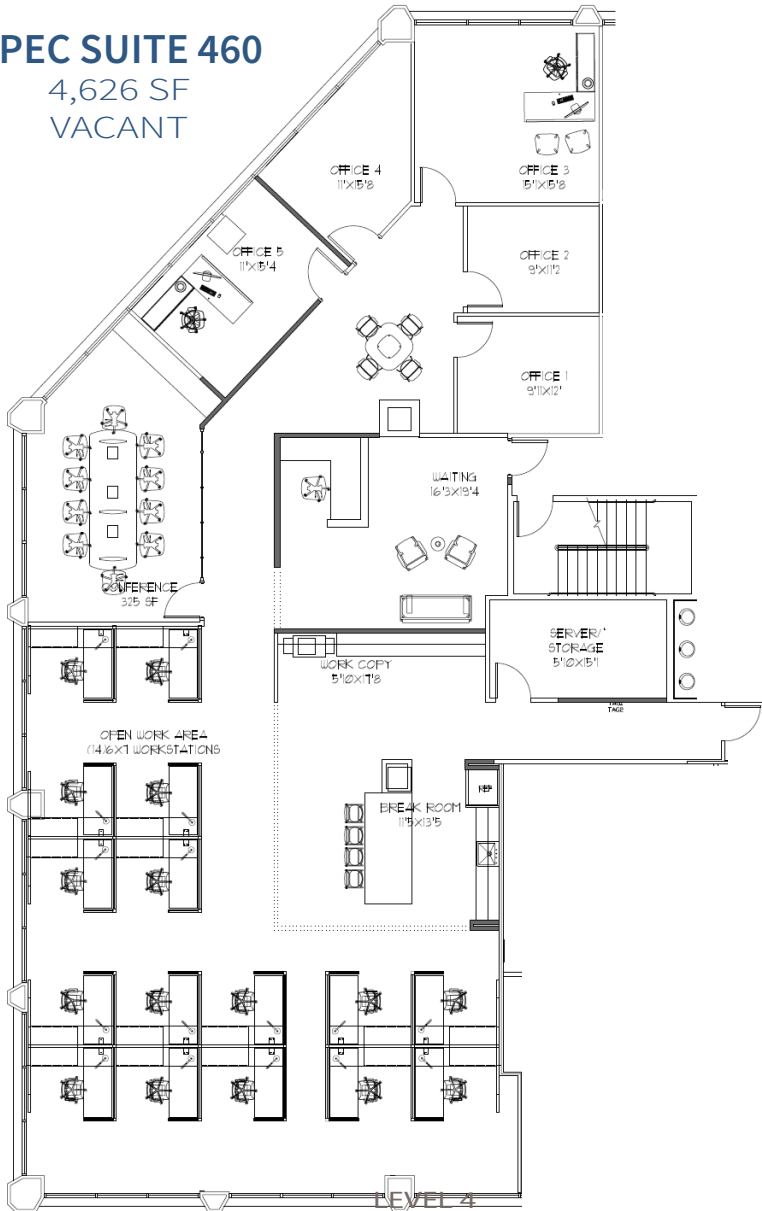 PEC SUITE 460
4,626 SF
VACANT
OFFICE 4
11'X15'8
OFFICE 3
15'1X15'8
OFFICE 5
11'X15'4
OFFICE 2
9'X11'2
OFFICE 1
9'11X12'
WAITING
16'3X19'4
CONFERENCE
325 SF
SERVER/
STORAGE
5'10X15'1
WORK COPY
5'10X17'8
OPEN WORK AREA
(14)6X7 WORKSTATIONS
REF
BREAK ROOM
11'5X13'5
LEVEL 4